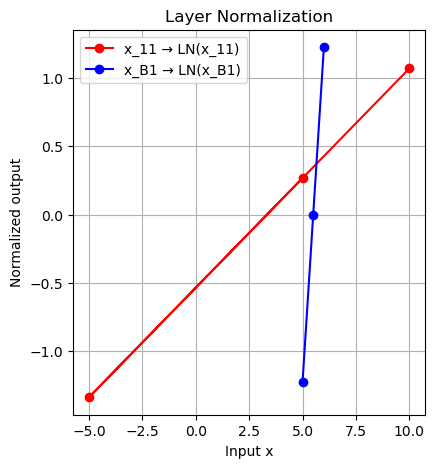 Layer Normalization
x_11 → LN(x_11)
x_B1 → LN(x_B1)
Normalized output
1.0
0.5
0.0
−0.5
−1.0
−5.0 −2.5 0.0 2.5 5.0 7.5 10.0
Input x